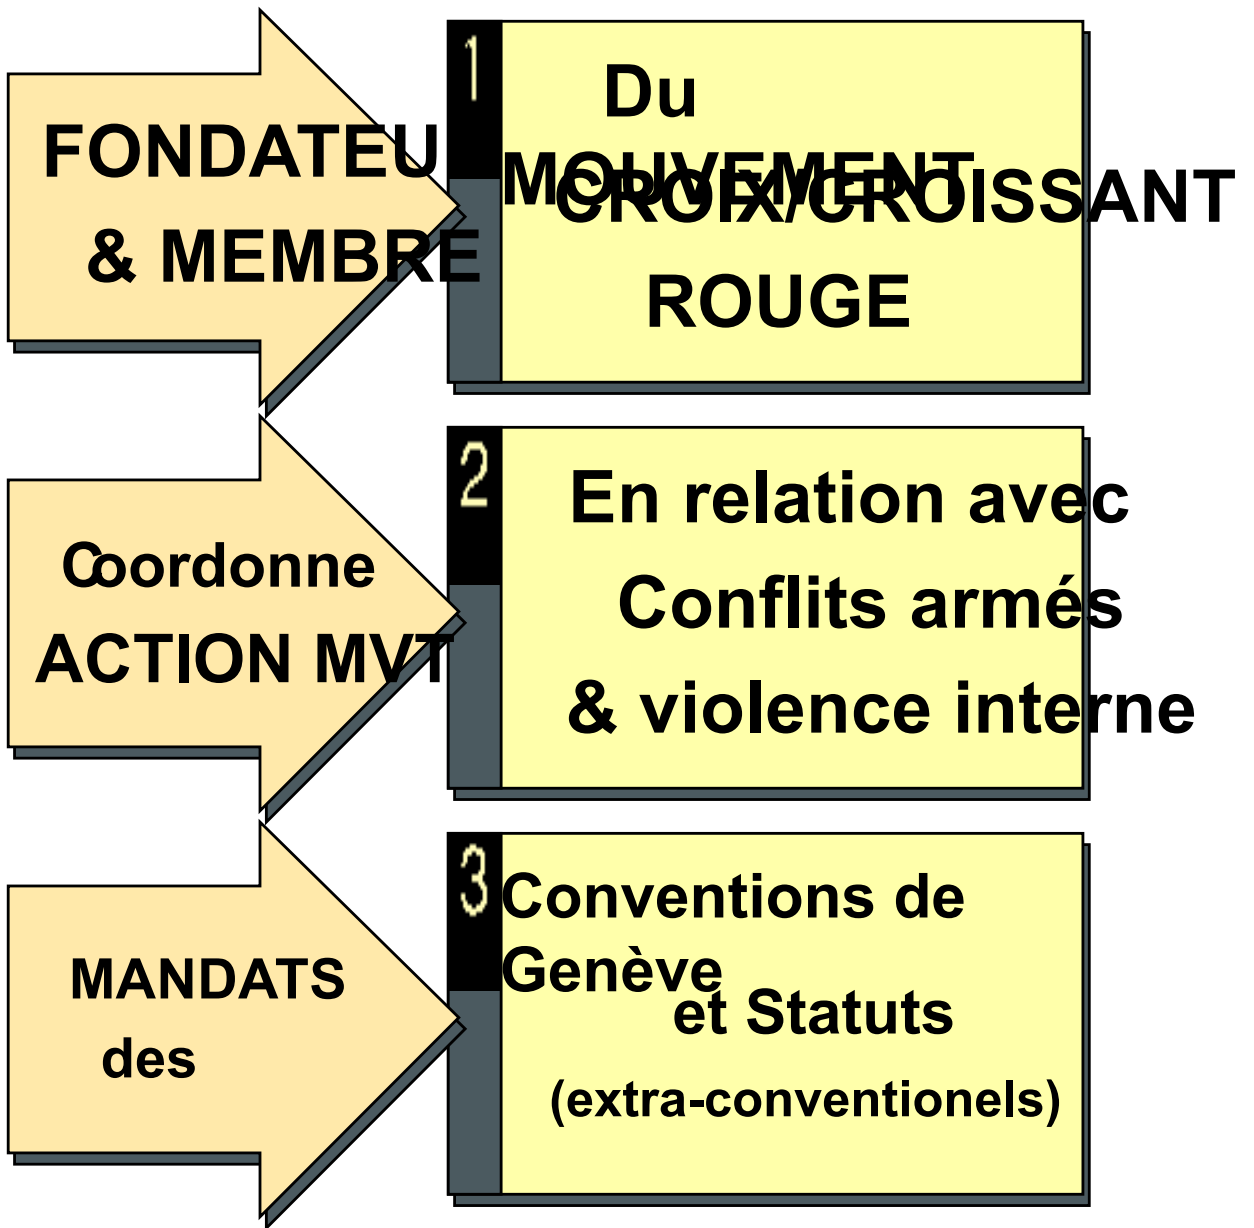 FONDATEU
& MEMBRE
1
Du
MOUVEMENT
CROIX/CROISSANT
ROUGE
Coordonne
ACTION MVT
2
En relation avec
Conflits armés
& violence interne
MANDATS
des
3
Conventions de
Genève
et Statuts
(extra-conventionels)